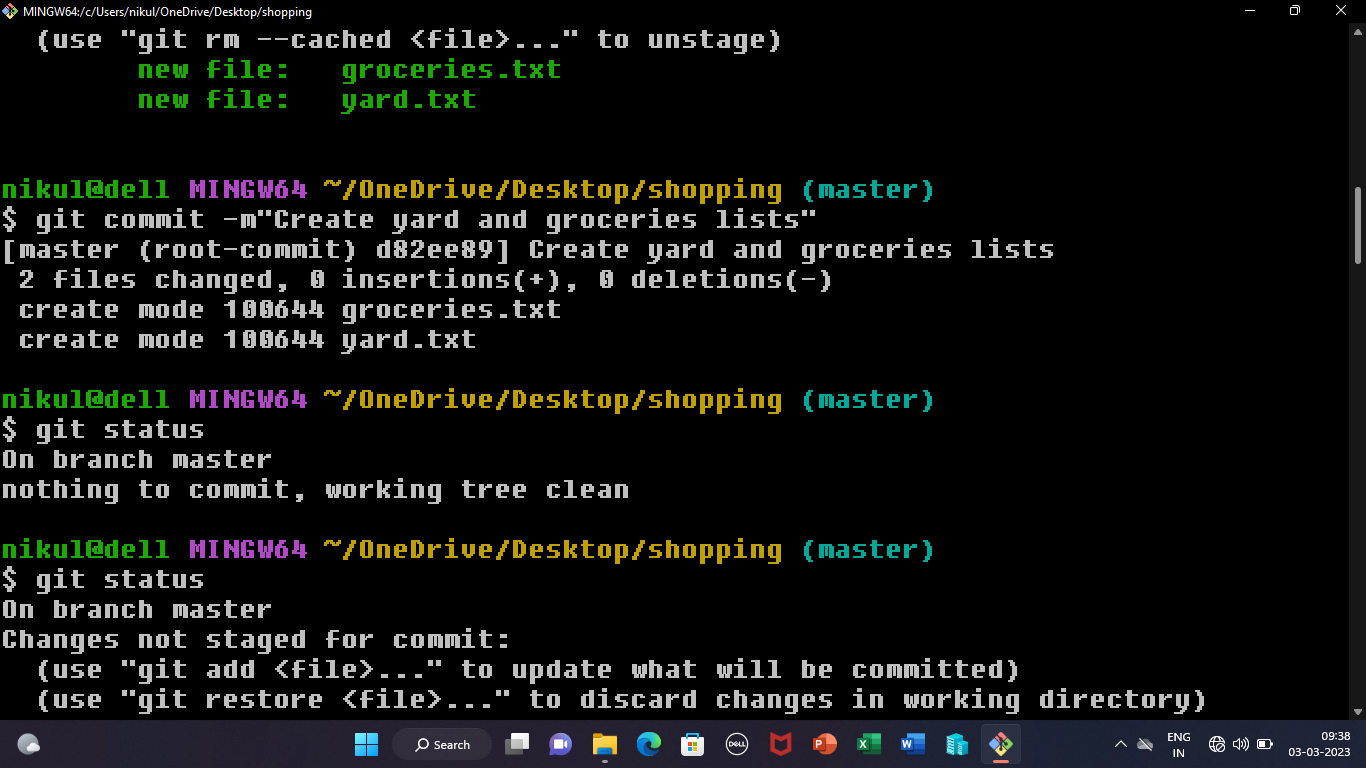 MINGW64:/c/Users/nikul/OneDrive/Desktop/shopping
(use "git rm --cached <file>..." to unstage)
new file:   groceries.txt
new file:   yard.txt
nikul@dell MINGW64 ~/OneDrive/Desktop/shopping (master)
$ git commit -m"Create yard and groceries lists"
[master (root-commit) d82ee89] Create yard and groceries lists
2 files changed, 0 insertions(+), 0 deletions(-)
create mode 100644 groceries.txt
create mode 100644 yard.txt
nikul@dell MINGW64 ~/OneDrive/Desktop/shopping (master)
$ git status
On branch master
nothing to commit, working tree clean
nikul@dell MINGW64 ~/OneDrive/Desktop/shopping (master)
$ git status
On branch master
Changes not staged for commit:
(use "git add <file>..." to update what will be committed)
(use "git restore <file>..." to discard changes in working directory)
Search
DELL
P
W
ENG
IN
09:38
03-03-2023